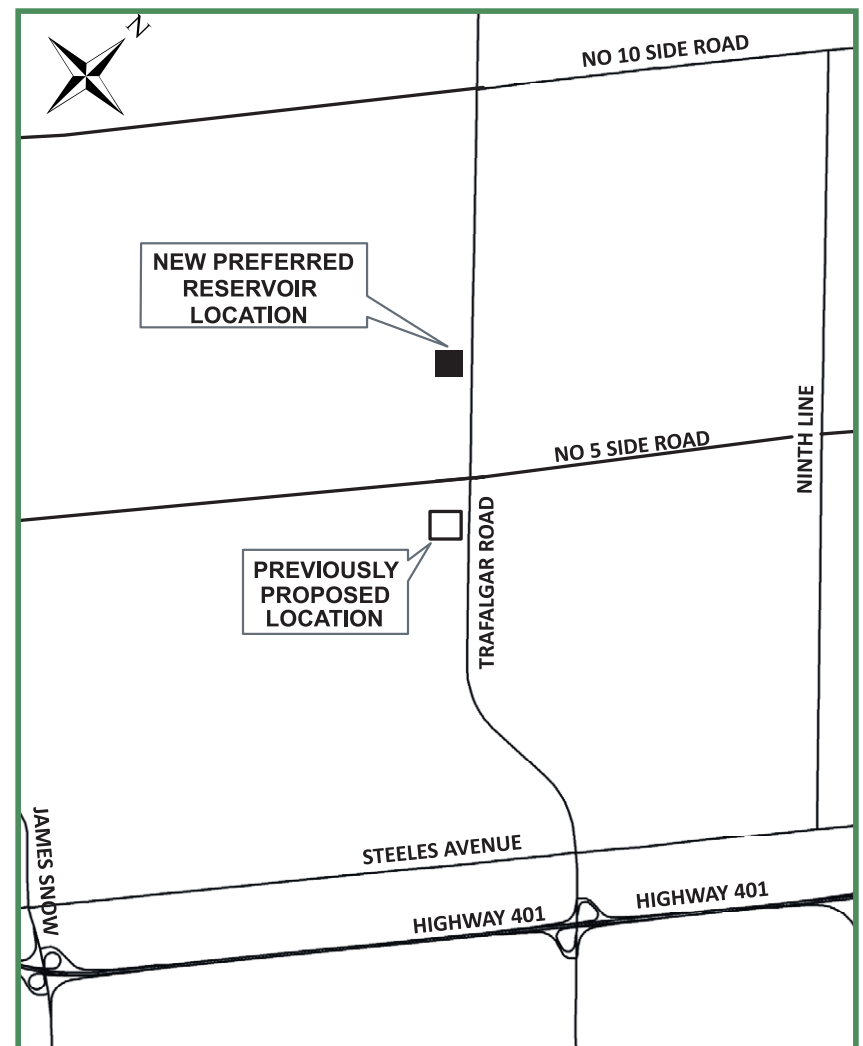 N
NO 10 SIDE ROAD
NEW PREFERRED
RESERVOIR
LOCATION
NINTH LINE
NO 5 SIDE ROAD
TRAFALGAR ROAD
PREVIOUSLY
PROPOSED
LOCATION
JAMES SNOW
STEELES AVENUE
HIGHWAY 401
HIGHWAY 401